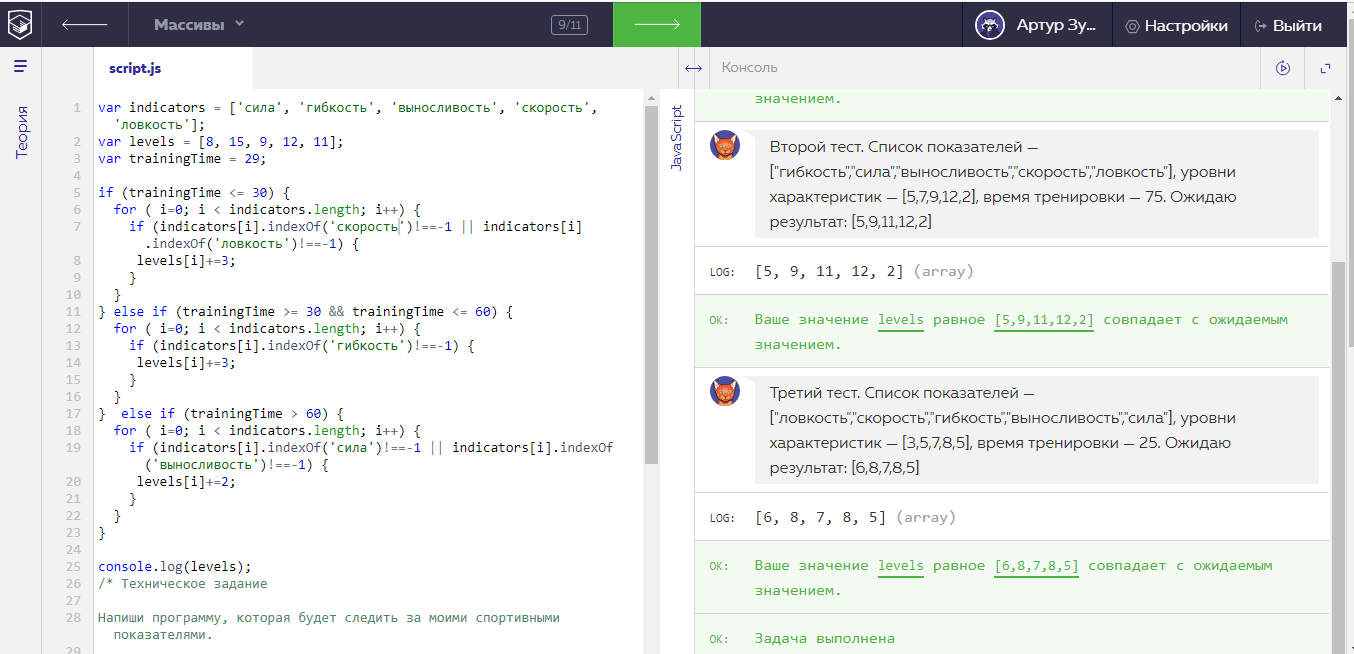 Массивы
9/11
Артур Зу...
Настройки
Выйти
Теория
script.js
1 var indicators = ['сила', 'гибкость', 'выносливость', 'скорость',
'ловкость'];
2 var levels = [8, 15, 9, 12, 11];
3 var trainingTime = 29;
4
5 if (trainingTime <= 30) {
6 for ( i=0; i < indicators.length; i++) {
7 if (indicators[i].indexOf('скорость')!==-1 || indicators[i]
.indexOf('ловкость')!==-1) {
8 levels[i]+=3;
9 }
10 }
11 } else if (trainingTime >= 30 && trainingTime <= 60) {
12 for ( i=0; i < indicators.length; i++) {
13 if (indicators[i].indexOf('гибкость')!==-1) {
14 levels[i]+=3;
15 }
16 }
17 } else if (trainingTime > 60) {
18 for ( i=0; i < indicators.length; i++) {
19 if (indicators[i].indexOf('сила')!==-1 || indicators[i].indexOf
('выносливость')!==-1) {
20 levels[i]+=2;
21 }
22 }
23 }
24
25 console.log(levels);
26 /* Техническое задание
27
28 Напиши программу, которая будет следить за моими спортивными
показателями.
29
JavaScript
Консоль
значением.
Второй тест. Список показателей —
["гибкость","сила","выносливость","скорость","ловкость"], уровни
характеристик — [5,7,9,12,2], время тренировки — 75. Ожидаю
результат: [5,9,11,12,2]
LOG: [5, 9, 11, 12, 2] (array)
OK: Ваше значение levels равное [5,9,11,12,2] совпадает с ожидаемым
значением.
Третий тест. Список показателей —
["ловкость","скорость","гибкость","выносливость","сила"], уровни
характеристик — [3,5,7,8,5], время тренировки — 25. Ожидаю
результат: [6,8,7,8,5]
LOG: [6, 8, 7, 8, 5] (array)
OK: Ваше значение levels равное [6,8,7,8,5] совпадает с ожидаемым
значением.
OK: Задача выполнена